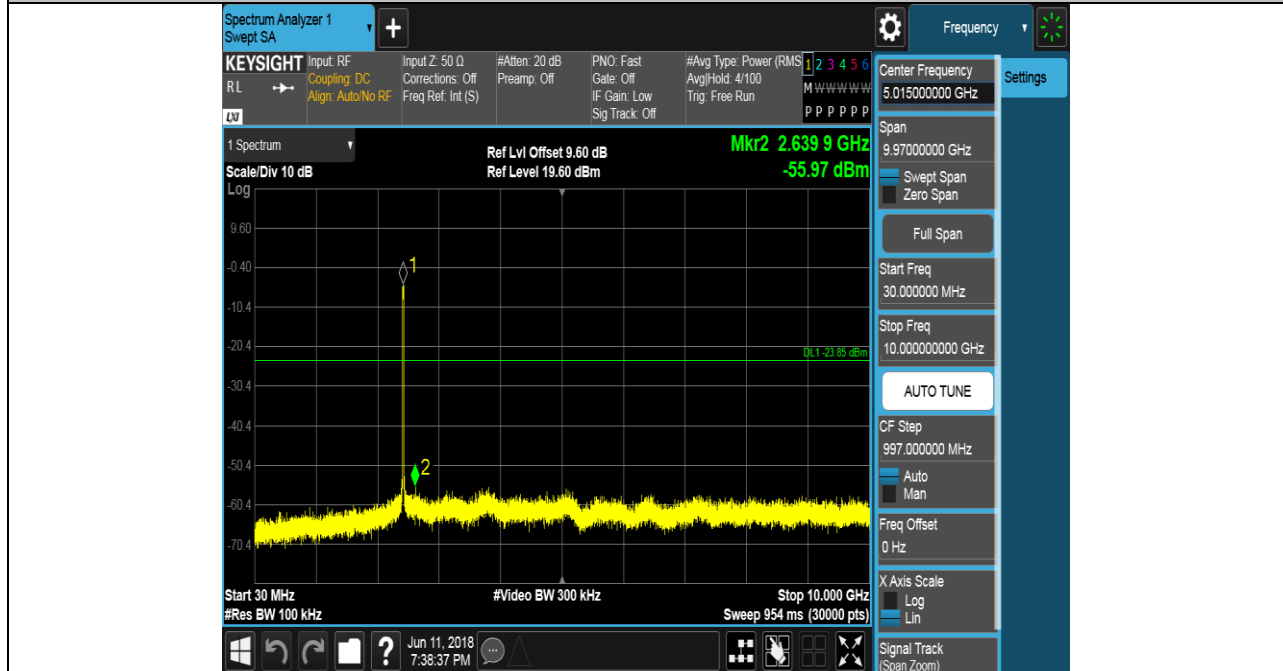 Spectrum Analyzer 1
Swept SA
Frequency
KEYSIGHT
RL
LXI
Input: RF
Coupling: DC
Align: Auto/No RF
Input Z: 50 Ω
Corrections: Off
Freq Ref: Int (S)
#Atten: 20 dB
Preamp: Off
PNO: Fast
Gate: Off
IF Gain: Low
Sig Track: Off
#Avg Type: Power (RMS
Avg|Hold: 4/100
Trig: Free Run
1 2 3 4 5 6
M W W W W W
P P P P P P
1 Spectrum
Scale/Div 10 dB
Log
Ref Lvl Offset 9.60 dB
Ref Level 19.60 dBm
Mkr2 2.639 9 GHz
-55.97 dBm
9.60
-0.40
-10.4
-20.4
-30.4
-40.4
-50.4
-60.4
-70.4
1
DL1 -23.85 dBm
2
Start 30 MHz
#Res BW 100 kHz
#Video BW 300 kHz
Stop 10.000 GHz
Sweep 954 ms (30000 pts)
Jun 11, 2018
7:38:37 PM
Center Frequency
5.015000000 GHz
Settings
Span
9.97000000 GHz
Swept Span
Zero Span
Full Span
Start Freq
30.000000 MHz
Stop Freq
10.000000000 GHz
AUTO TUNE
CF Step
997.000000 MHz
Auto
Man
Freq Offset
0 Hz
X Axis Scale
Log
Lin
Signal Track
(Span Zoom)